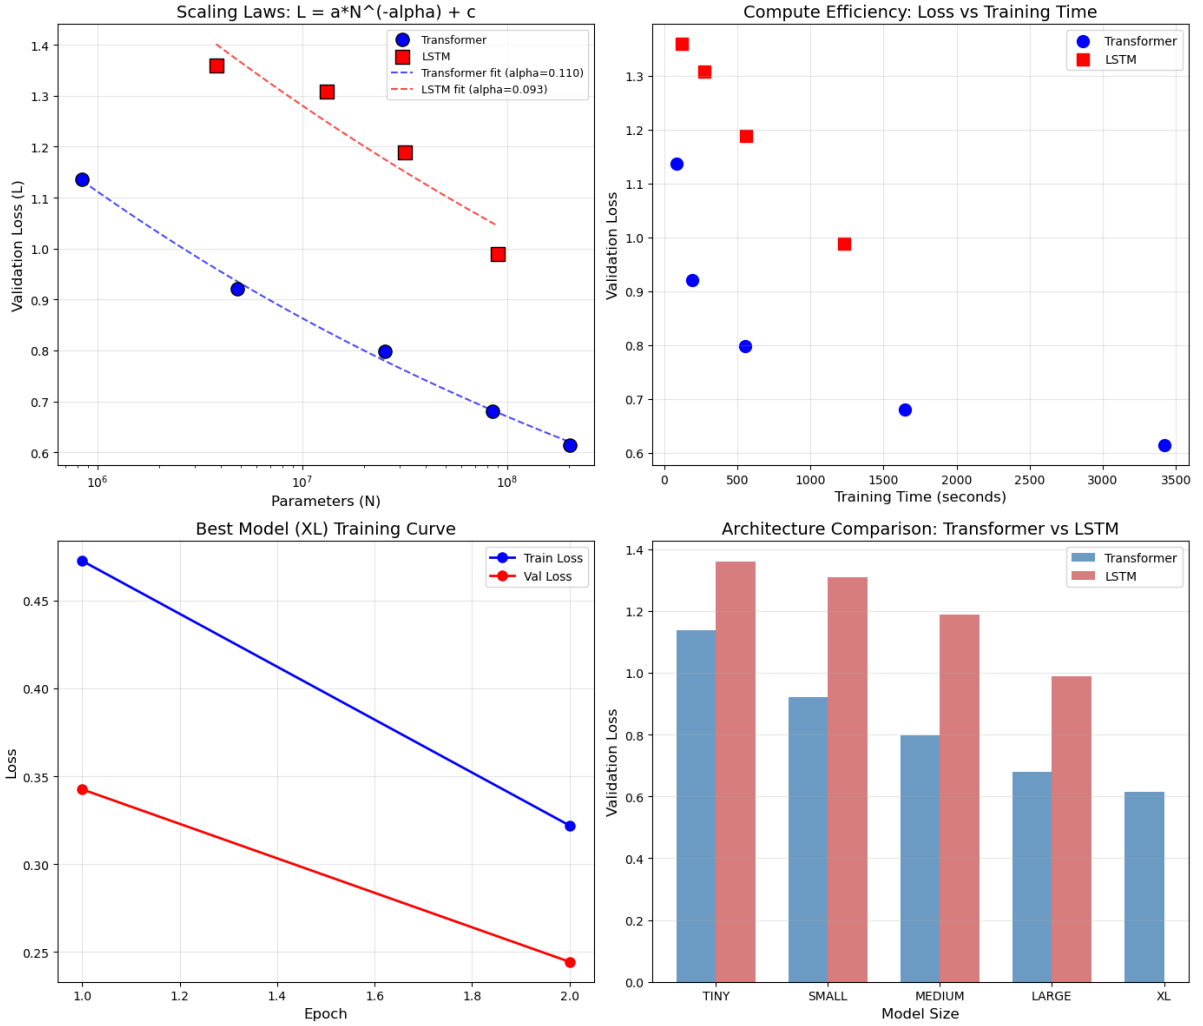 Scaling Laws: L = a*N^(-alpha) + c
Validation Loss (L)
1.4
1.3
1.2
1.1
1.0
0.9
0.8
0.7
0.6
Transformer
LSTM
Transformer fit (alpha=0.110)
LSTM fit (alpha=0.093)
10^6
10^7
10^8
Parameters (N)
Compute Efficiency: Loss vs Training Time
Validation Loss
1.3
1.2
1.1
1.0
0.9
0.8
0.7
0.6
Transformer
LSTM
0
500
1000
1500
2000
2500
3000
3500
Training Time (seconds)
Best Model (XL) Training Curve
Loss
0.45
0.40
0.35
0.30
0.25
Train Loss
Val Loss
1.0
1.2
1.4
1.6
1.8
2.0
Epoch
Architecture Comparison: Transformer vs LSTM
Validation Loss
1.4
1.2
1.0
0.8
0.6
0.4
0.2
0.0
Transformer
LSTM
TINY
SMALL
MEDIUM
LARGE
XL
Model Size